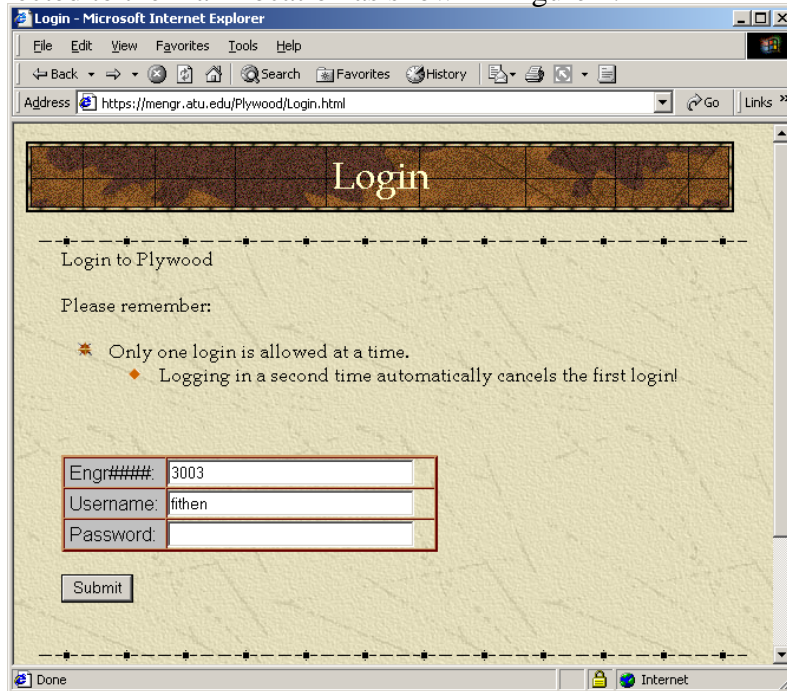 Login - Microsoft Internet Explorer
File Edit View Favorites Tools Help
Back Search Favorites History
Address https://mengr.atu.edu/Plywood/Login.html Go Links »
Login
Login to Plywood
Please remember:
Only one login is allowed at a time.
Logging in a second time automatically cancels the first login!
Engr####: 3003
Username: fithen
Password:
Submit
Done Internet